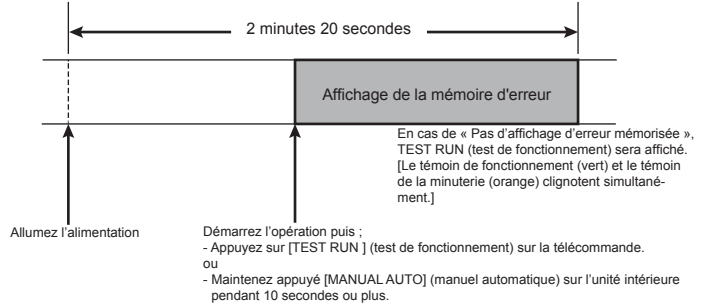 2 minutes 20 secondes
Affichage de la mémoire d'erreur
En cas de « Pas d'affichage d'erreur mémorisée »,
TEST RUN (test de fonctionnement) sera affiché.
[Le témoin de fonctionnement (vert) et le témoin
de la minuterie (orange) clignotent simultané-
ment.]
Allumez l'alimentation
Démarrez l'opération puis ;
- Appuyez sur [TEST RUN ] (test de fonctionnement) sur la télécommande.
ou
- Maintenez appuyé [MANUAL AUTO] (manuel automatique) sur l'unité intérieure
pendant 10 secondes ou plus.